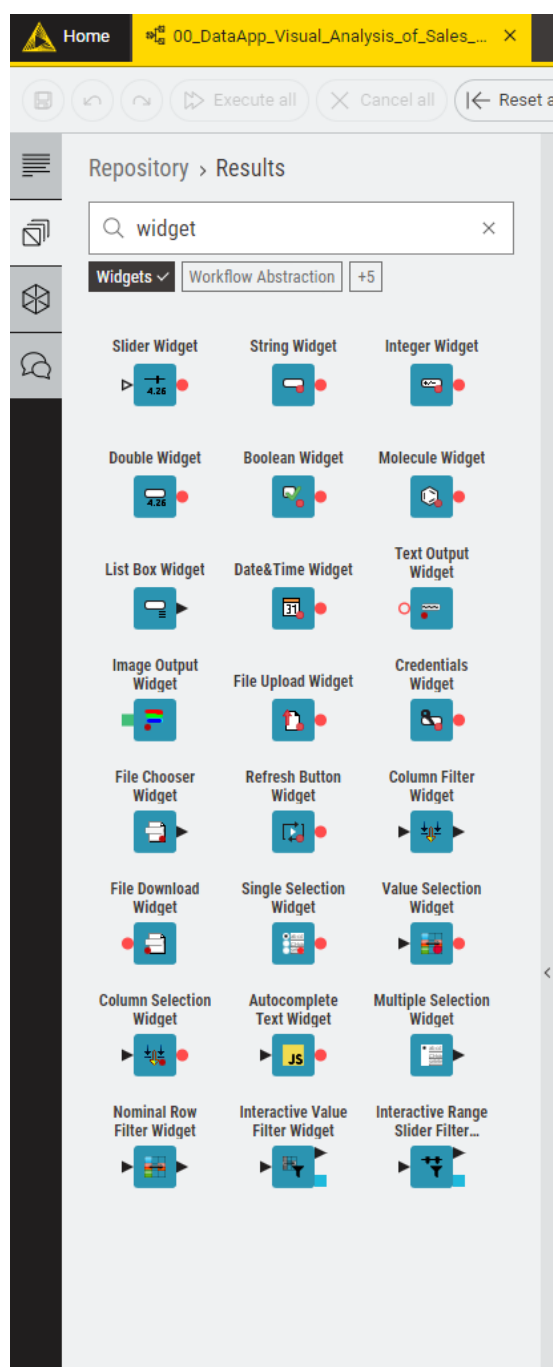 Home
00_DataApp_Visual_Analysis_of_Sales_...
Execute all
Cancel all
Reset a
Repository › Results
widget
Widgets
Workflow Abstraction
+5
Slider Widget
String Widget
Integer Widget
4.26
Double Widget
Boolean Widget
Molecule Widget
4.26
List Box Widget
Date&Time Widget
Text Output
Widget
31
Image Output
Widget
File Upload Widget
Credentials
Widget
File Chooser
Widget
Refresh Button
Widget
Column Filter
Widget
File Download
Widget
Single Selection
Widget
Value Selection
Widget
Column Selection
Widget
Autocomplete
Text Widget
Multiple Selection
Widget
JS
Nominal Row
Filter Widget
Interactive Value
Filter Widget
Interactive Range
Slider Filter...